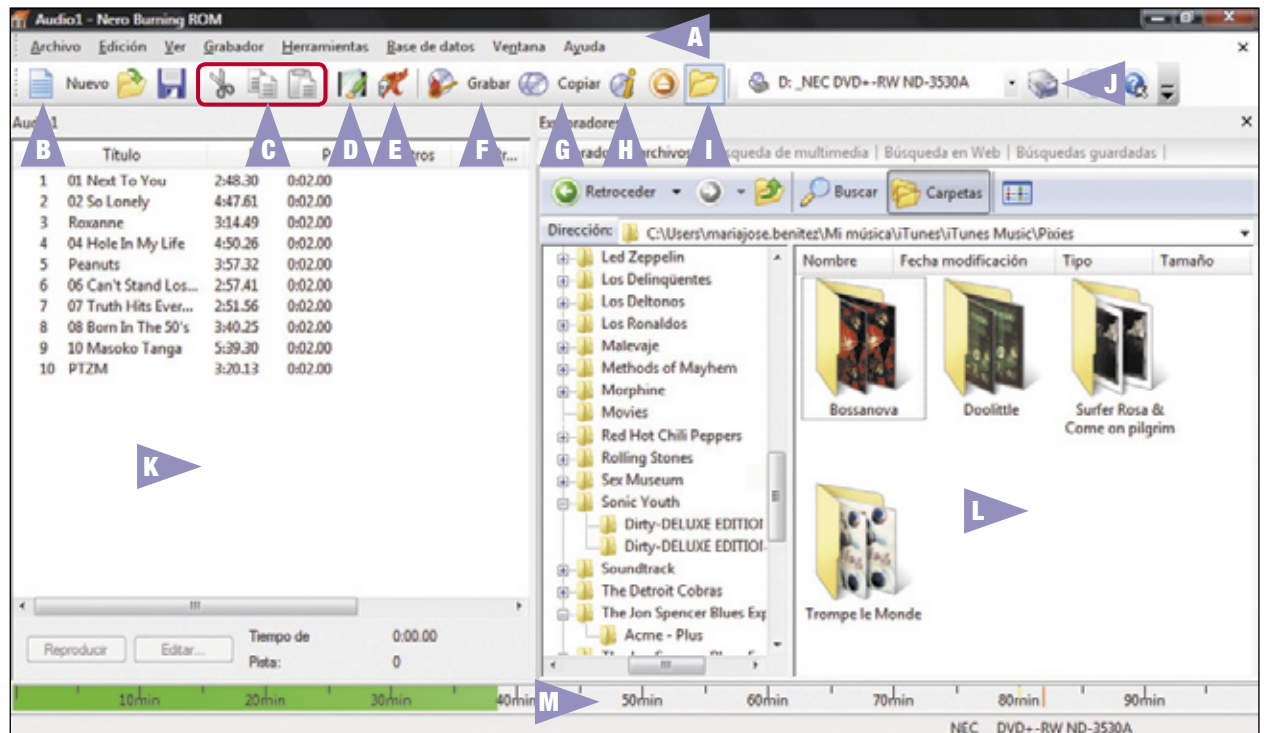 Audio1 - Nero Burning ROM
Archivo Edición Ver Grabador Herramientas Base de datos Ventana Ayuda
A
Nuevo Grabar Copiar D: _NEC DVD+-RW ND-3530A
J
Audio1
B C D E F G H I
Título
Búsqueda en Web | Búsquedas guardadas |
1 01 Next To You 2:48.30 0:02.00
2 02 So Lonely 4:47.61 0:02.00
3 Roxanne 3:14.49 0:02.00
4 04 Hole In My Life 4:50.26 0:02.00
5 Peanuts 3:57.32 0:02.00
6 06 Can't Stand Los... 2:57.41 0:02.00
7 07 Truth Hits Ever... 2:51.56 0:02.00
8 08 Born In The 50's 3:40.25 0:02.00
9 10 Masoko Tanga 5:39.30 0:02.00
10 PTZM 3:20.13 0:02.00
K
Reproducir Editar...
Tiempo de 0:00.00
Pista: 0
Retroceder Buscar Carpetas
Dirección: C:\Users\mariajose.benitez\Mi música\iTunes\iTunes Music\Pixies
Led Zeppelin
Los Delinqüentes
Los Deltonos
Los Ronaldos
Malevaje
Methods of Mayhem
Morphine
Movies
Red Hot Chili Peppers
Rolling Stones
Sex Museum
Sonic Youth
Dirty-DELUXE EDITION
Dirty-DELUXE EDITION-
Soundtrack
The Detroit Cobras
The Jon Spencer Blues Exp
Acme - Plus
Nombre Fecha modificación Tipo Tamaño
Bossanova
Doolittle
Surfer Rosa &
Come on pilgrim
Trompe le Monde
L
10min 20min 30min 40min M 50min 60min 70min 80min 90min
NEC DVD+-RW ND-3530A